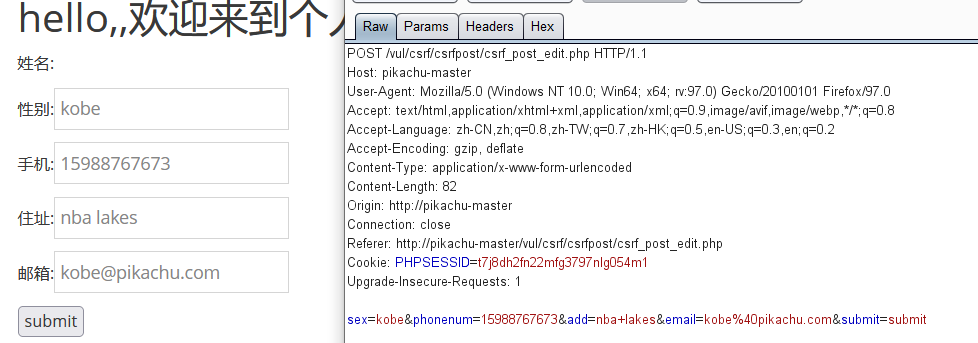 hello,,欢迎来到个
姓名:
性别: kobe
手机: 15988767673
住址: nba lakes
邮箱: kobe@pikachu.com
submit
Raw Params Headers Hex
POST /vul/csrf/csrfpost/csrf_post_edit.php HTTP/1.1
Host: pikachu-master
User-Agent: Mozilla/5.0 (Windows NT 10.0; Win64; x64; rv:97.0) Gecko/20100101 Firefox/97.0
Accept: text/html,application/xhtml+xml,application/xml;q=0.9,image/avif,image/webp,*/*;q=0.8
Accept-Language: zh-CN,zh;q=0.8,zh-TW;q=0.7,zh-HK;q=0.5,en-US;q=0.3,en;q=0.2
Accept-Encoding: gzip, deflate
Content-Type: application/x-www-form-urlencoded
Content-Length: 82
Origin: http://pikachu-master
Connection: close
Referer: http://pikachu-master/vul/csrf/csrfpost/csrf_post_edit.php
Cookie: PHPSESSID=t7j8dh2fn22mfg3797nlg054m1
Upgrade-Insecure-Requests: 1
sex=kobe&phonenum=15988767673&add=nba+lakes&email=kobe%40pikachu.com&submit=submit